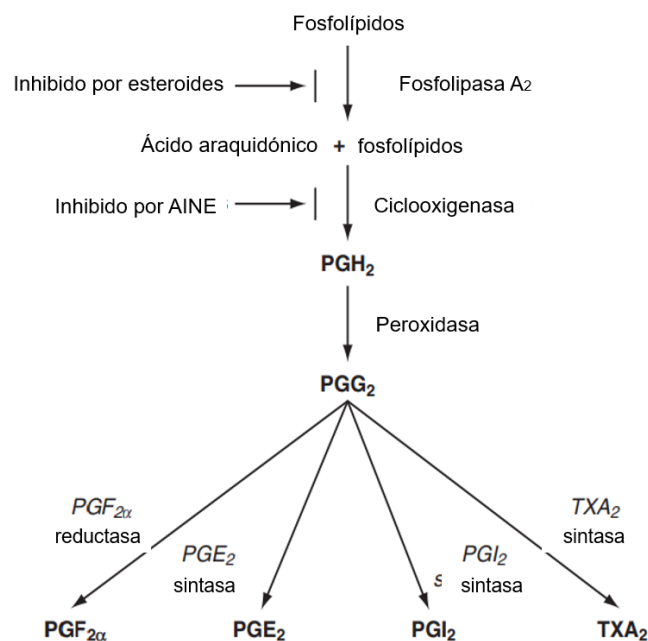 Fosfolípidos
Inhibido por esteroides
Fosfolipasa A2
Ácido araquidónico + fosfolípidos
Inhibido por AINE
Ciclooxigenasa
PGH2
Peroxidasa
PGG2
PGF2α
reductasa
PGE2
sintasa
PGI2
s sintasa
TXA2
sintasa
PGF2α PGE2 PGI2 TXA2